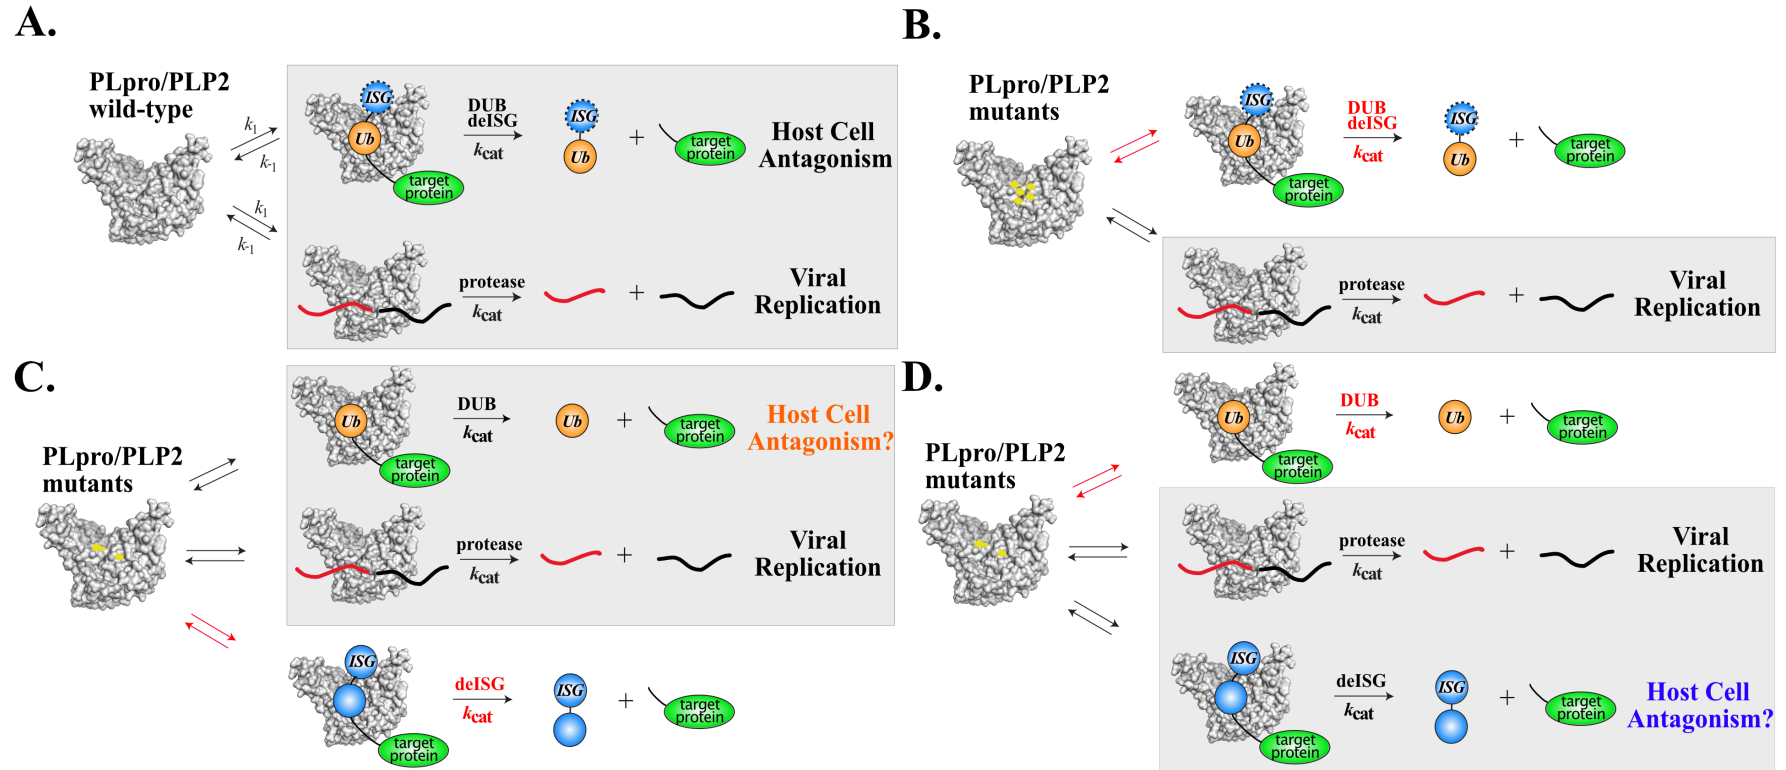 A.
PLpro/PLP2
wild-type
k1
k-1
k1
k-1
ISG
Ub
target
protein
DUB
deISG
kcat
ISG
Ub
+
target
protein
Host Cell
Antagonism
protease
kcat
+
Viral
Replication
B.
PLpro/PLP2
mutants
ISG
Ub
target
protein
DUB
deISG
kcat
ISG
Ub
+
target
protein
protease
kcat
+
Viral
Replication
C.
PLpro/PLP2
mutants
Ub
target
protein
DUB
kcat
Ub
+
target
protein
Host Cell
Antagonism?
protease
kcat
+
Viral
Replication
ISG
target
protein
deISG
kcat
ISG
+
target
protein
D.
PLpro/PLP2
mutants
Ub
target
protein
DUB
kcat
Ub
+
target
protein
protease
kcat
+
Viral
Replication
ISG
target
protein
deISG
kcat
ISG
+
target
protein
Host Cell
Antagonism?